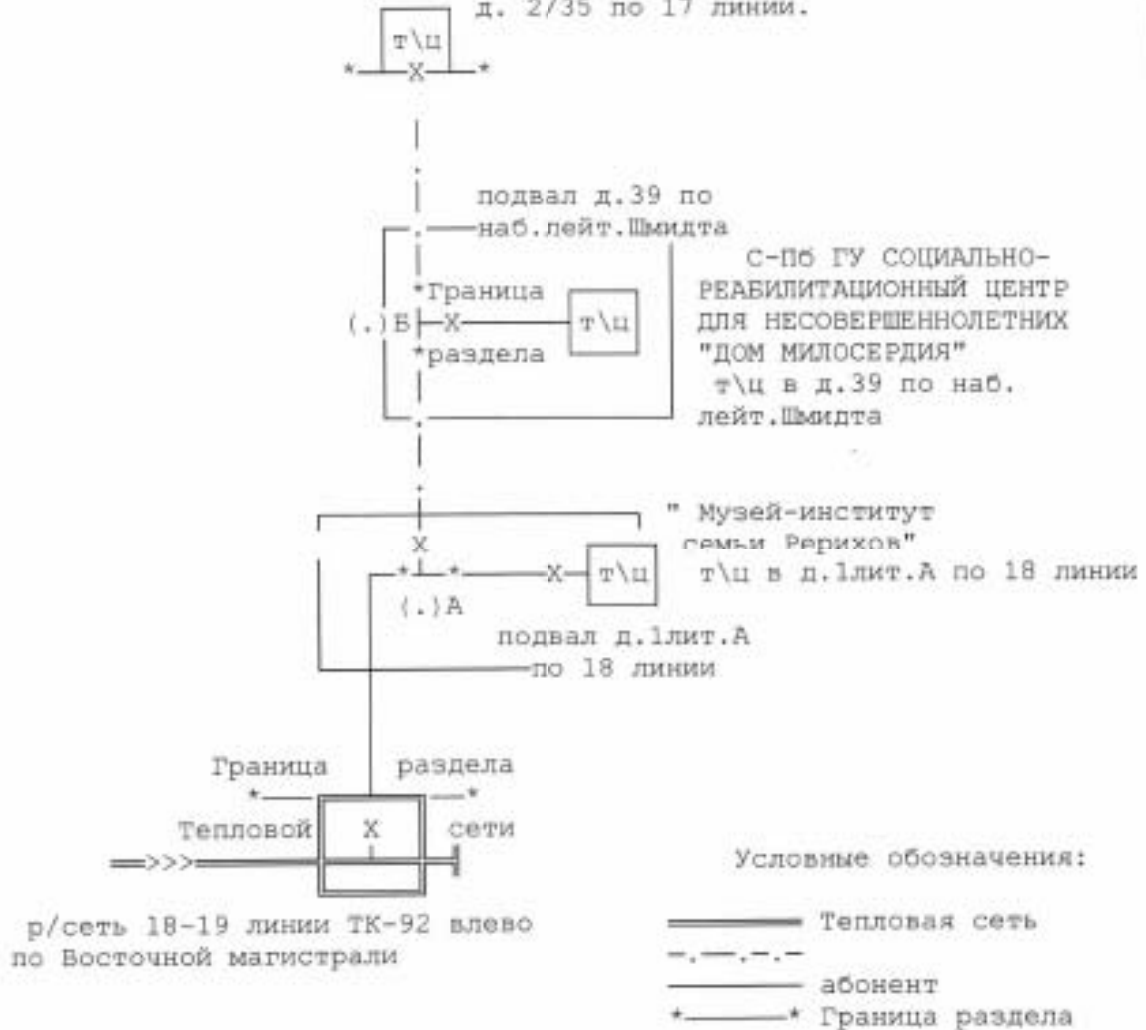 д. 2/35 по 17 линии.
т\ц
*—X—*
подвал д.39 по
наб.лейт.Шмидта
С-Пб ГУ СОЦИАЛЬНО-
РЕАБИЛИТАЦИОННЫЙ ЦЕНТР
ДЛЯ НЕСОВЕРШЕННОЛЕТНИХ
"ДОМ МИЛОСЕРДИЯ"
т\ц в д.39 по наб.
лейт.Шмидта
*Граница
(.)Б
X
т\ц
*раздела
" Музей-институт
семьи Рерихов"
т\ц в д.1лит.А по 18 линии
X
* *
X
т\ц
(.)А
подвал д.1лит.А
по 18 линии
Граница раздела
* *
Тепловой X сети
>>>
р/сеть 18-19 линии ТК-92 влево
по Восточной магистрали
Условные обозначения:
Тепловая сеть
абонент
*———* Граница раздела